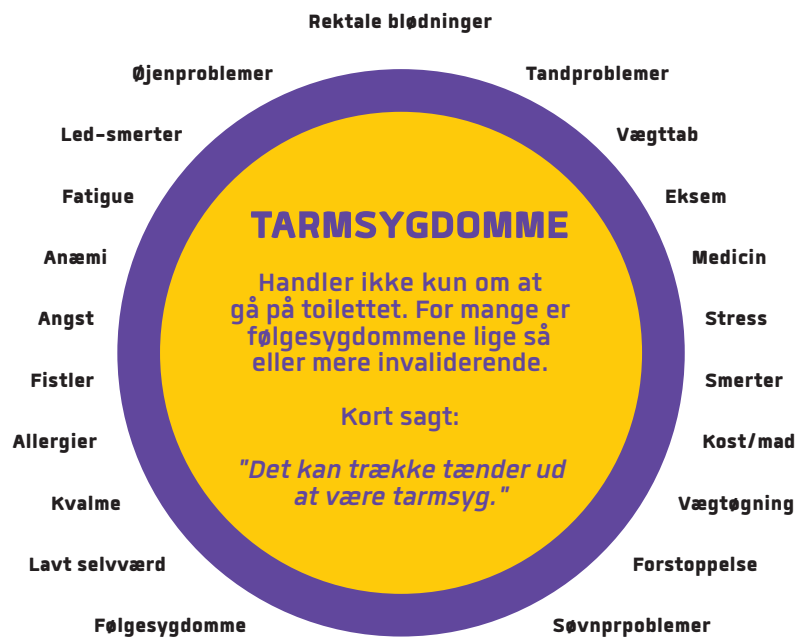 Rektale blødninger
Øjenproblemer
Tandproblemer
Led-smerter
Vægttab
Fatigue
Eksem
Anæmi
Medicin
Angst
Stress
Fistler
Smerter
Allergier
Kost/mad
Kvalme
Vægtøgning
Lavt selvværd
Forstoppelse
Følgesygdomme
Søvnprpoblemer
TARMSYGDOMME
Handler ikke kun om at
gå på toilettet. For mange er
følgesygdommene lige så
eller mere invaliderende.
Kort sagt:
"Det kan trække tænder ud
at være tarmsyg."